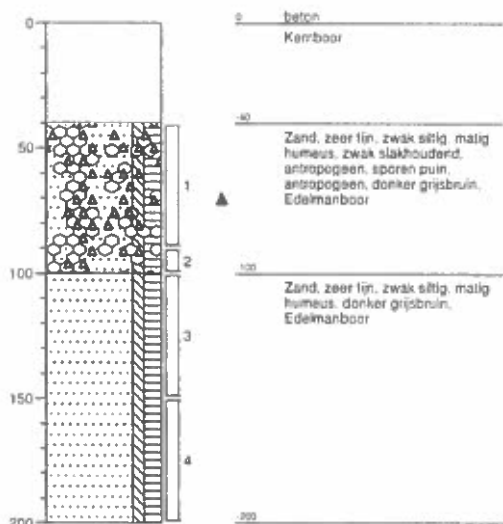 0
0 beton
Kernboor
-40
50
Zand, zeer fijn, zwak siltig, matig
humeus, zwak slakhoudend,
antropogeen, sporen puin,
antropogeen, donker grijsbruin,
Edelmanboor
1
2
100
-100
Zand, zeer fijn, zwak siltig, matig
humeus, donker grijsbruin,
Edelmanboor
3
150
4
200
-200